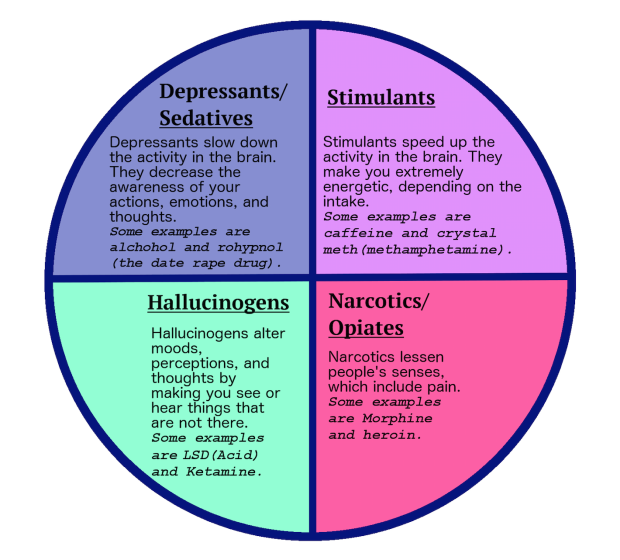 Depressants/
Sedatives
Depressants slow down
the activity in the brain.
They decrease the
awareness of your
actions, emotions, and
thoughts.
Some examples are
alchohol and rohypnol
(the date rape drug).
Stimulants
Stimulants speed up the
activity in the brain. They
make you extremely
energetic, depending on the
intake.
Some examples are
caffeine and crystal
meth(methamphetamine).
Hallucinogens
Hallucinogens alter
moods,
perceptions, and
thoughts by
making you see or
hear things that
are not there.
Some examples
are LSD(Acid)
and Ketamine.
Narcotics/
Opiates
Narcotics lessen
people's senses,
which include pain.
Some examples
are Morphine
and heroin.